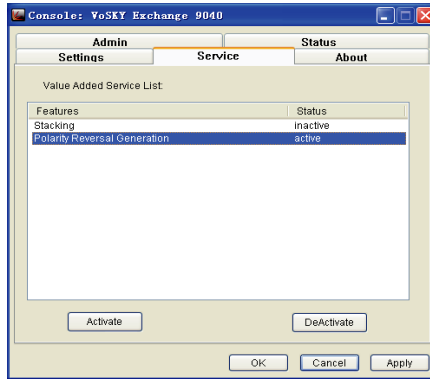 Console: VoSKY Exchange 9040
Admin Status
Settings Service About
Value Added Service List:
Features Status
Stacking inactive
Polarity Reversal Generation active
Activate DeActivate
OK Cancel Apply